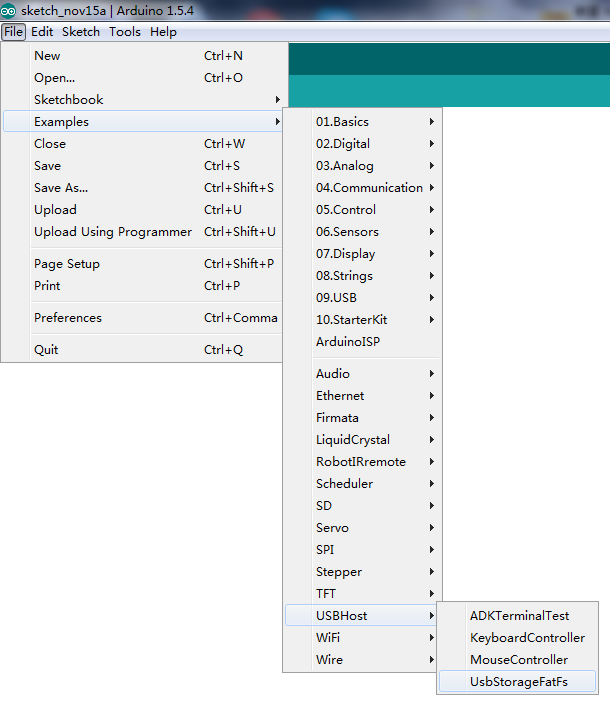 sketch_nov15a | Arduino 1.5.4
File Edit Sketch Tools Help
New Ctrl+N
Open... Ctrl+O
Sketchbook
Examples
Close Ctrl+W
Save Ctrl+S
Save As... Ctrl+Shift+S
Upload Ctrl+U
Upload Using Programmer Ctrl+Shift+U
Page Setup Ctrl+Shift+P
Print Ctrl+P
Preferences Ctrl+Comma
Quit Ctrl+Q
01.Basics
02.Digital
03.Analog
04.Communication
05.Control
06.Sensors
07.Display
08.Strings
09.USB
10.StarterKit
ArduinoISP
Audio
Ethernet
Firmata
LiquidCrystal
RobotIRremote
Scheduler
SD
Servo
SPI
Stepper
TFT
USBHost
WiFi
Wire
ADKTerminalTest
KeyboardController
MouseController
UsbStorageFatFs